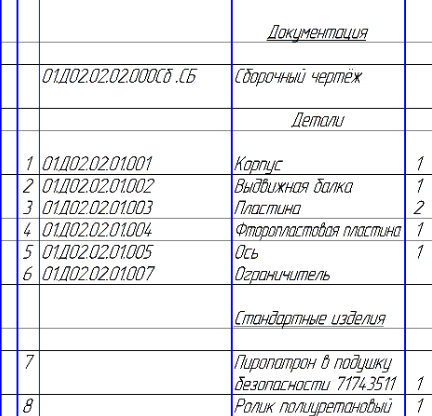 Документация
01.Д02.02.02.000Сб .СБ Сборочный чертёж
Детали
1 01.Д02.02.01.001 Корпус 1
2 01.Д02.02.01.002 Выдвижная балка 1
3 01.Д02.02.01.003 Пластина 2
4 01.Д02.02.01.004 Фторопластовая пластина 1
5 01.Д02.02.01.005 Ось 1
6 01.Д02.02.01.007 Ограничитель
Стандартные изделия
7 Пиропатрон в подушку
безопасности 71743511 1
8 Ролик полиуретановый 1